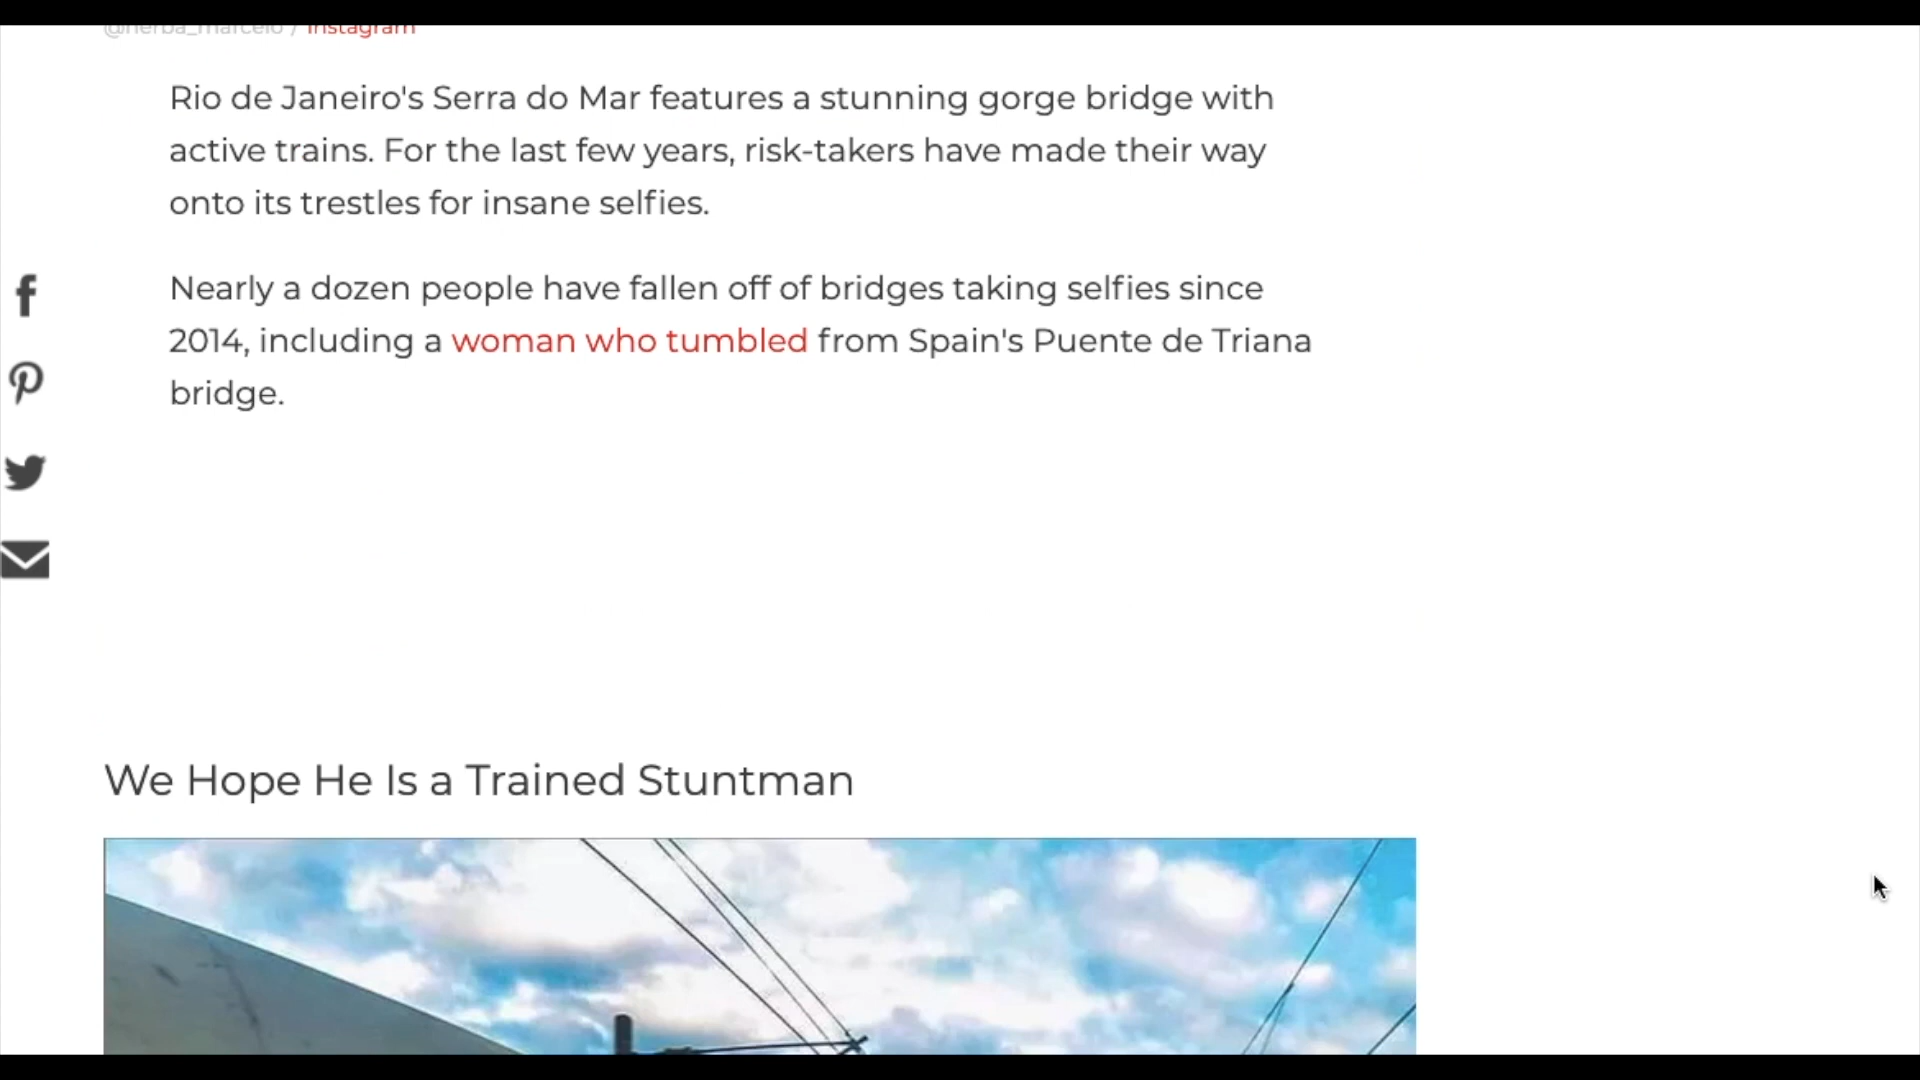 @herba_marcelo / Instagram
Rio de Janeiro's Serra do Mar features a stunning gorge bridge with
active trains. For the last few years, risk-takers have made their way
onto its trestles for insane selfies.
Nearly a dozen people have fallen off of bridges taking selfies since
2014, including a woman who tumbled from Spain's Puente de Triana
bridge.
We Hope He Is a Trained Stuntman